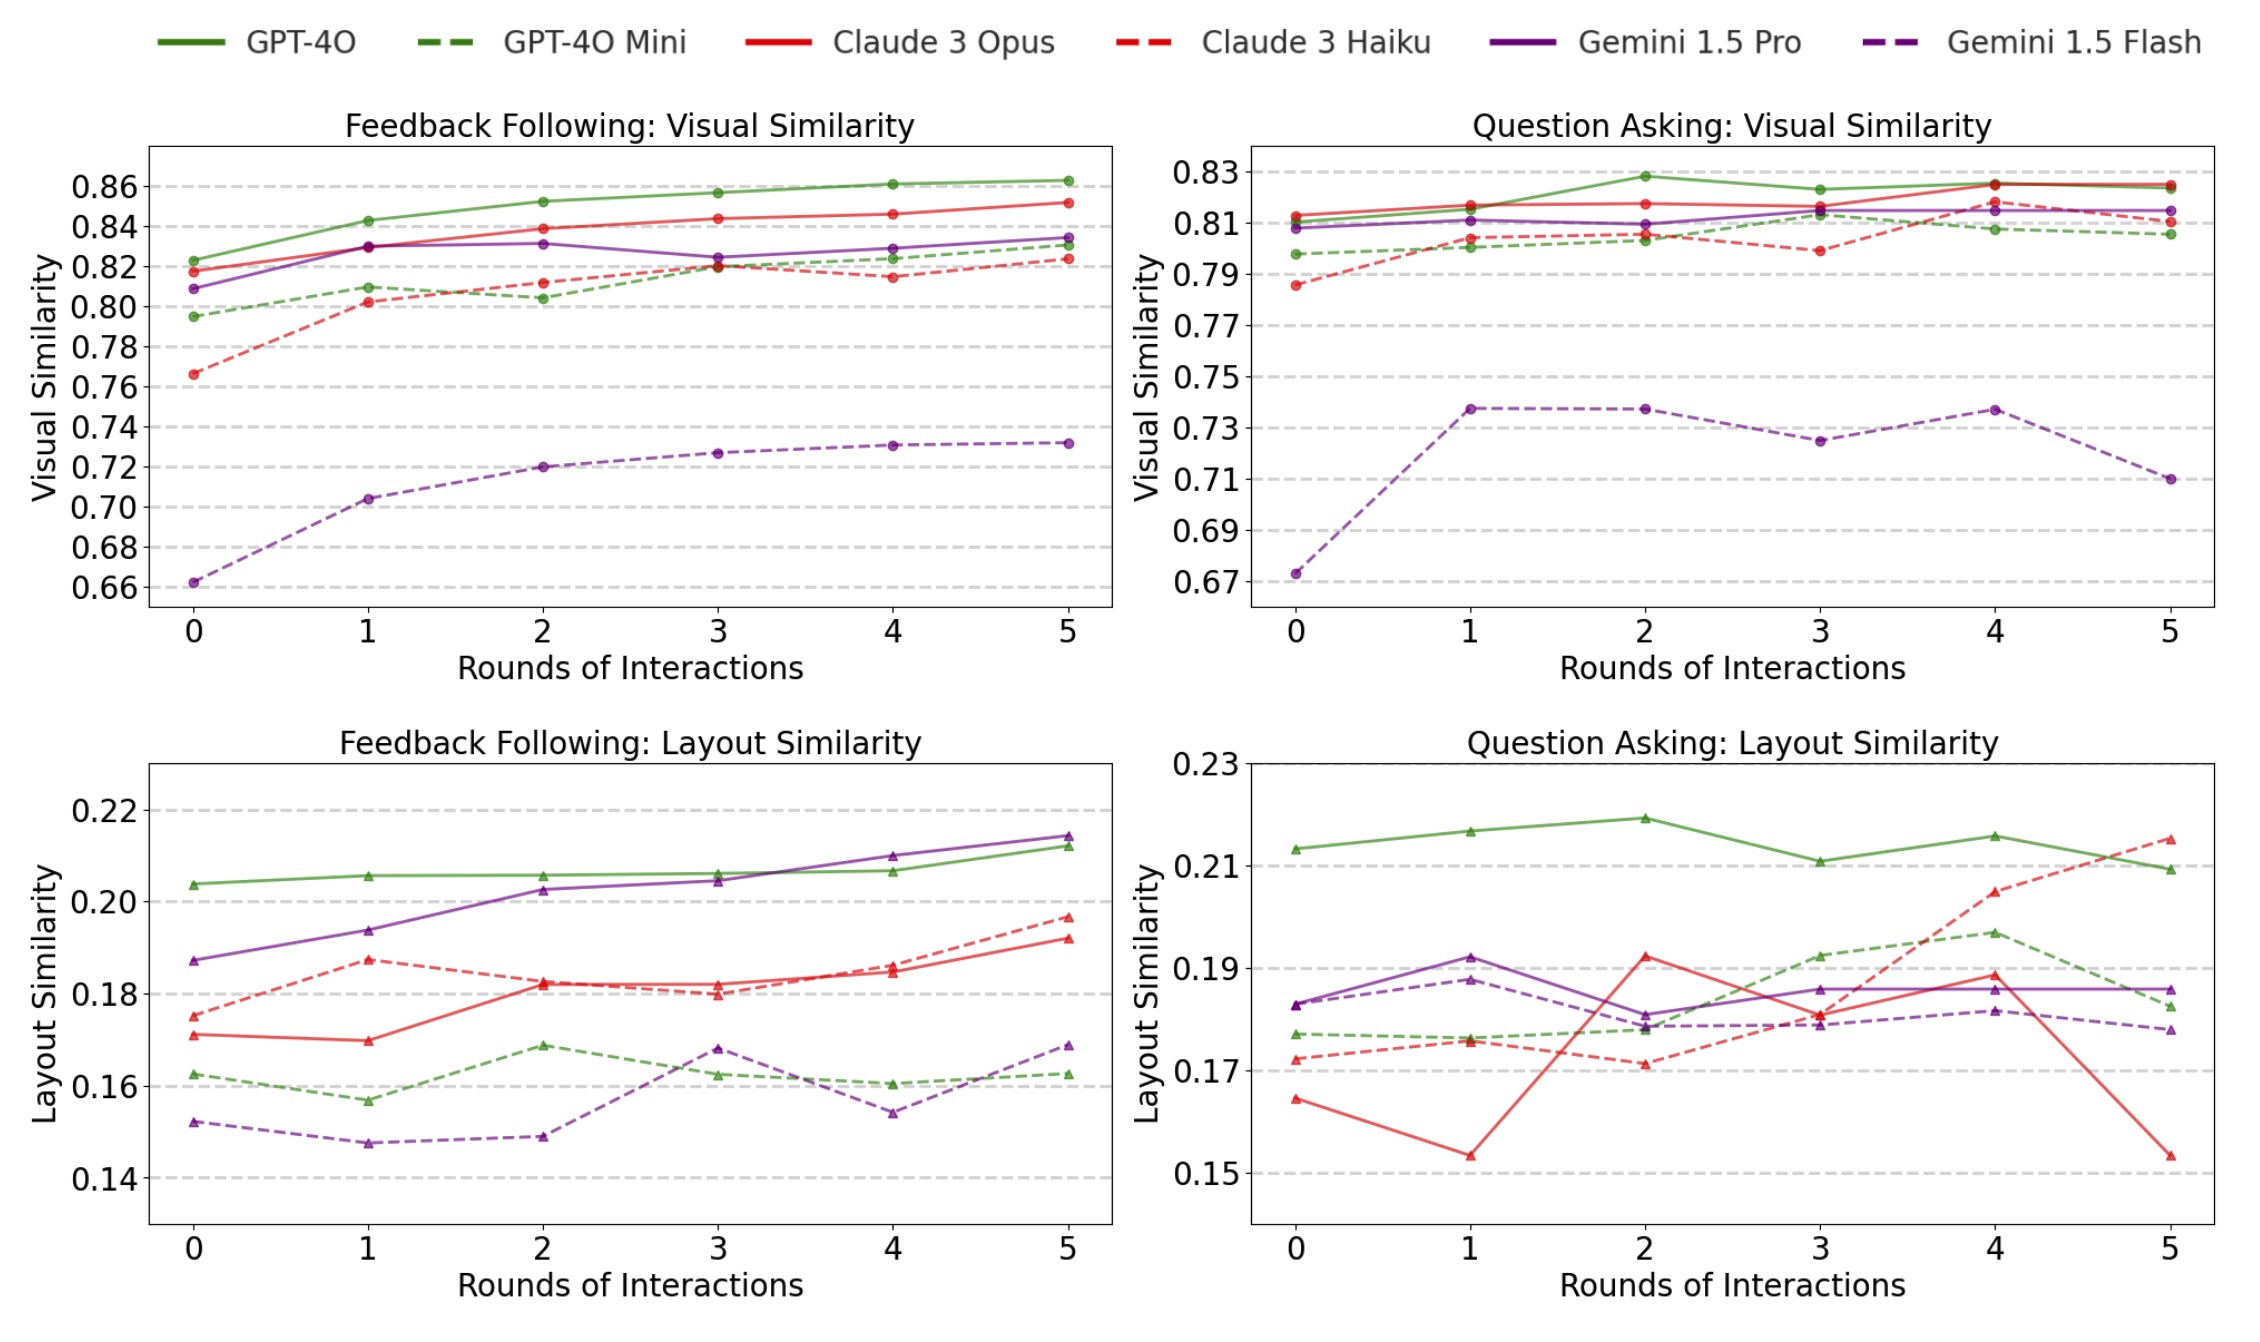 GPT-4O GPT-4O Mini Claude 3 Opus Claude 3 Haiku Gemini 1.5 Pro Gemini 1.5 Flash
Feedback Following: Visual Similarity
Visual Similarity
0.86
0.84
0.82
0.80
0.78
0.76
0.74
0.72
0.70
0.68
0.66
0 1 2 3 4 5
Rounds of Interactions
Question Asking: Visual Similarity
Visual Similarity
0.83
0.81
0.79
0.77
0.75
0.73
0.71
0.69
0.67
0 1 2 3 4 5
Rounds of Interactions
Feedback Following: Layout Similarity
Layout Similarity
0.22
0.20
0.18
0.16
0.14
0 1 2 3 4 5
Rounds of Interactions
Question Asking: Layout Similarity
Layout Similarity
0.23
0.21
0.19
0.17
0.15
0 1 2 3 4 5
Rounds of Interactions